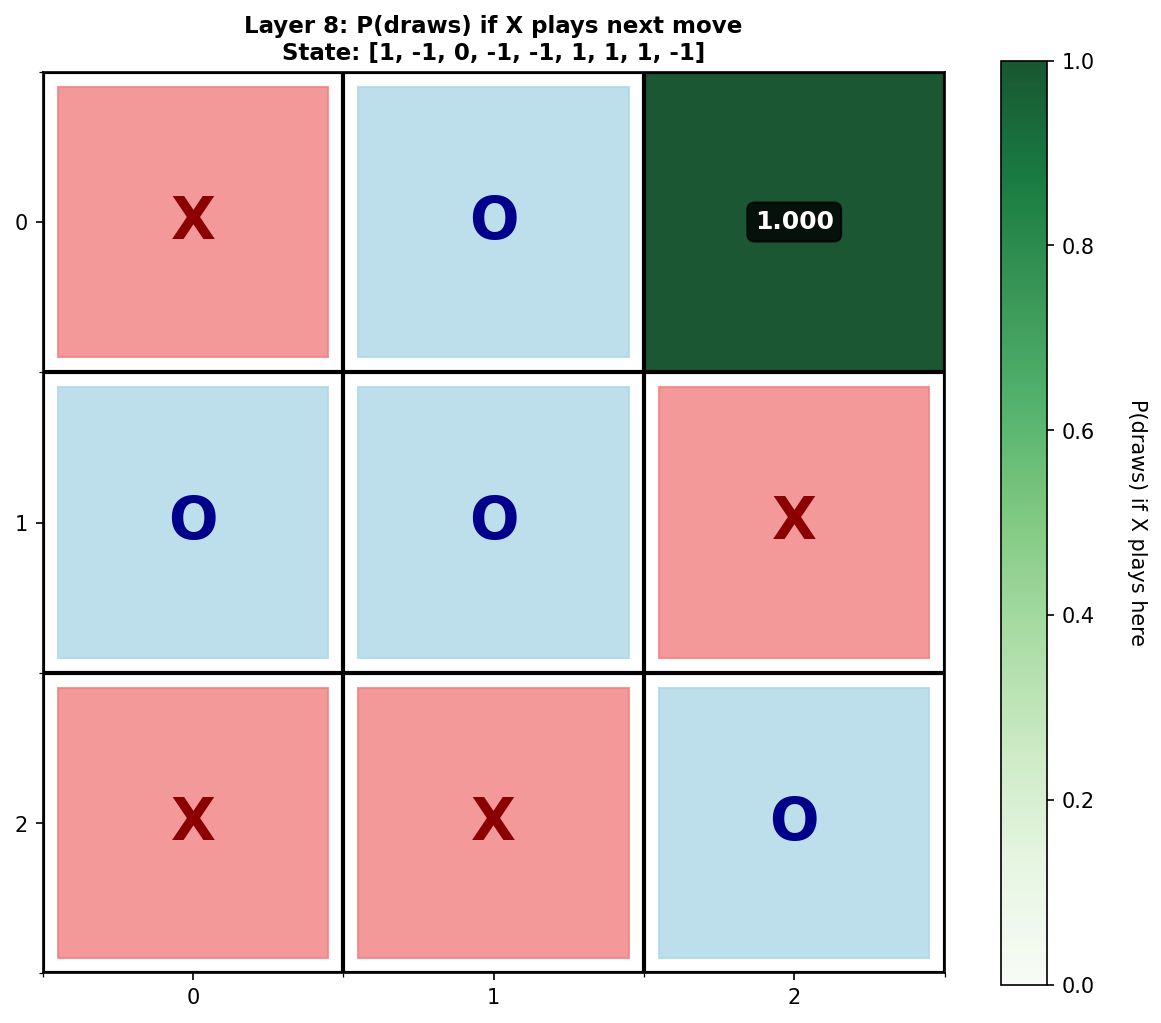 Layer 8: P(draws) if X plays next move
State: [1, -1, 0, -1, -1, 1, 1, 1, -1]
X
O
1.000
O
O
X
X
X
O
0
1
2
0
1
2
1.0
0.8
0.6
0.4
0.2
0.0
P(draws) if X plays here